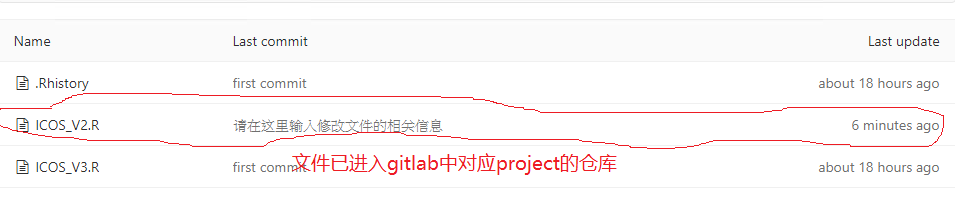 Name Last commit Last update
.Rhistory first commit about 18 hours ago
ICOS_V2.R 请在这里输入修改文件的相关信息 6 minutes ago
ICOS_V3.R first commit about 18 hours ago
文件已进入gitlab中对应project的仓库